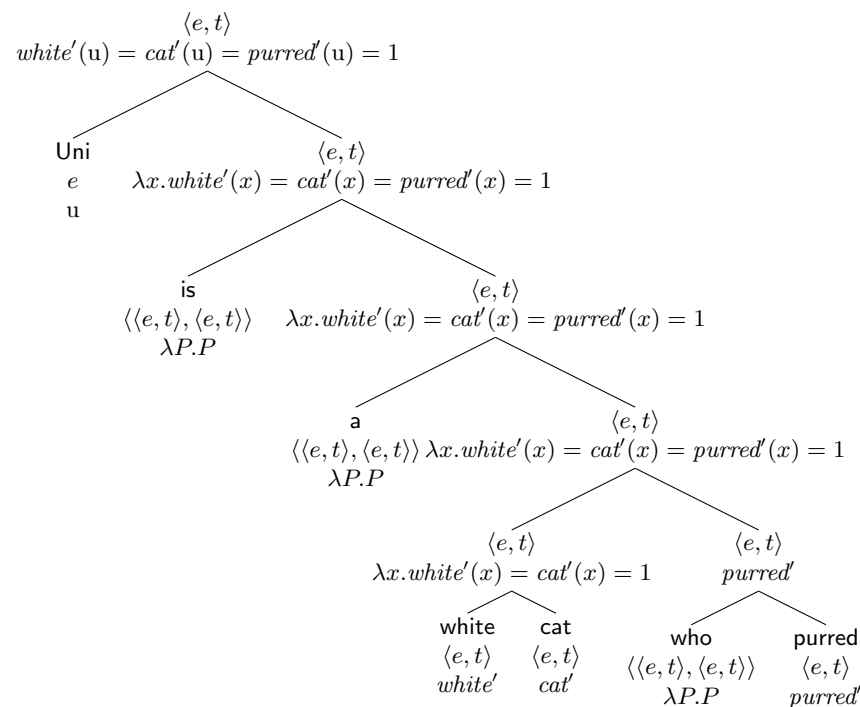 ⟨e, t⟩
white′(u) = cat′(u) = purred′(u) = 1
Uni
e
u
⟨e, t⟩
λx.white′(x) = cat′(x) = purred′(x) = 1
is
⟨⟨e, t⟩, ⟨e, t⟩⟩
λP.P
⟨e, t⟩
λx.white′(x) = cat′(x) = purred′(x) = 1
a
⟨⟨e, t⟩, ⟨e, t⟩⟩
λP.P
⟨e, t⟩
λx.white′(x) = cat′(x) = purred′(x) = 1
⟨e, t⟩
λx.white′(x) = cat′(x) = 1
white
⟨e, t⟩
white′
cat
⟨e, t⟩
cat′
⟨e, t⟩
purred′
who
⟨⟨e, t⟩, ⟨e, t⟩⟩
λP.P
purred
⟨e, t⟩
purred′